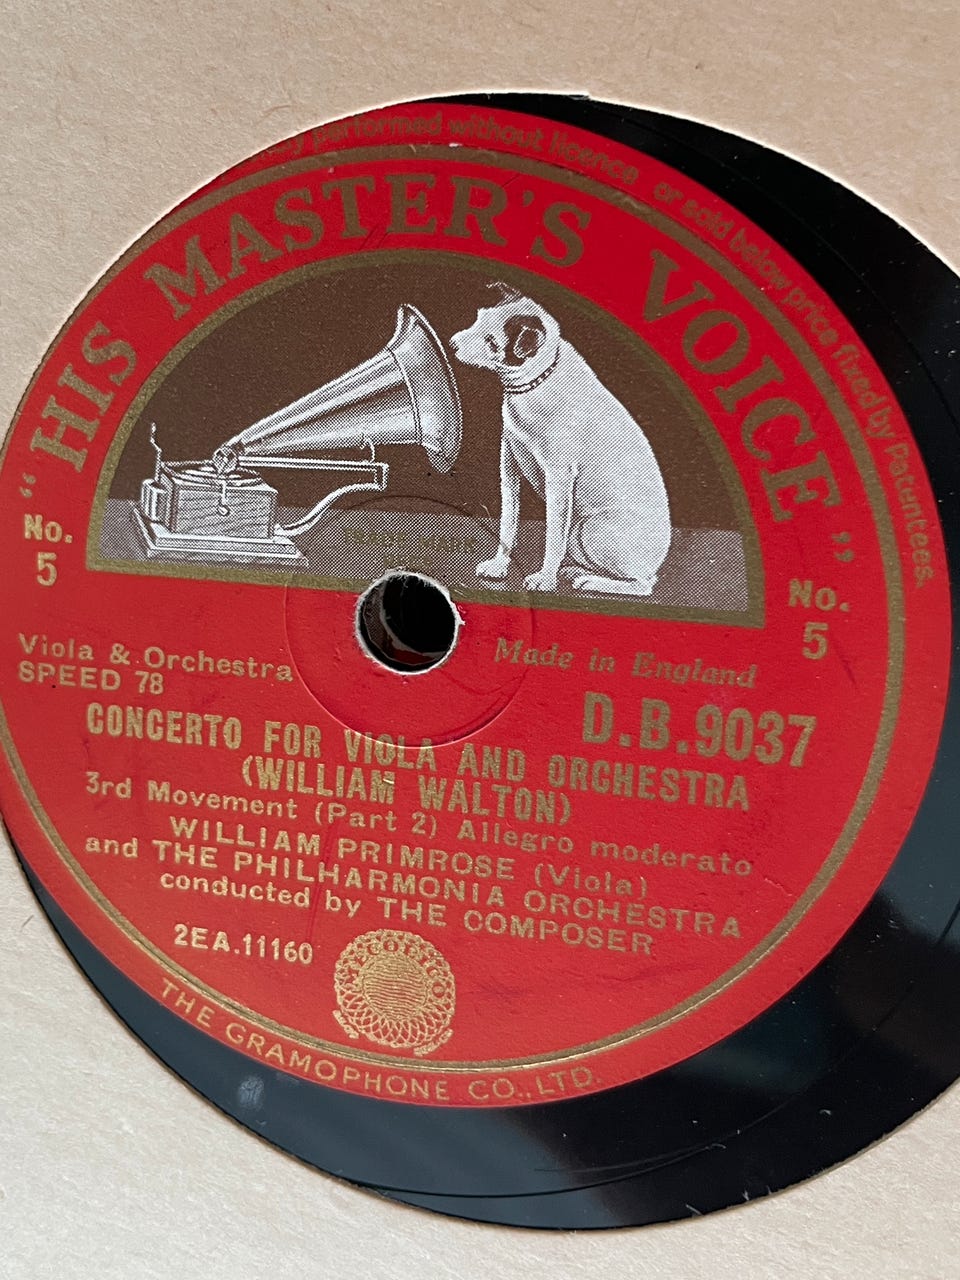 performed without licence or sold below price fixed by Patentees.
"HIS MASTER'S VOICE"
TRADE MARK
No. 5
No. 5
Viola & Orchestra
SPEED 78
Made in England
D.B.9037
CONCERTO FOR VIOLA AND ORCHESTRA
(WILLIAM WALTON)
3rd Movement (Part 2) Allegro moderato
WILLIAM PRIMROSE (Viola)
and THE PHILHARMONIA ORCHESTRA
conducted by THE COMPOSER
2EA.11160
THE GRAMOPHONE CO., LTD.